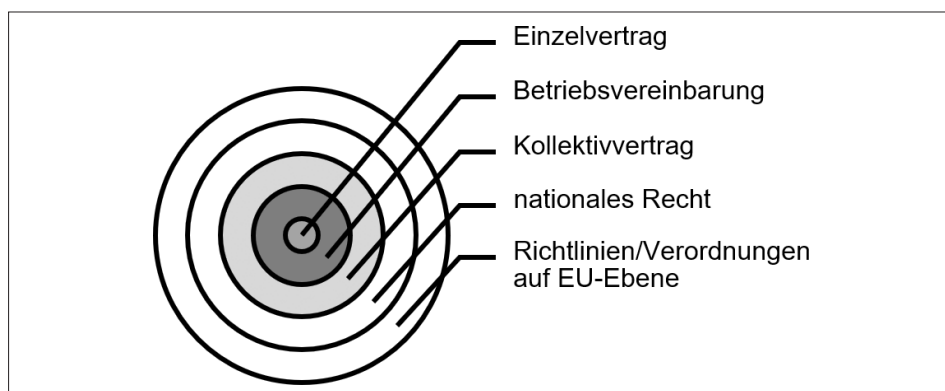 Einzelvertrag
Betriebsvereinbarung
Kollektivvertrag
nationales Recht
Richtlinien/Verordnungen
auf EU-Ebene